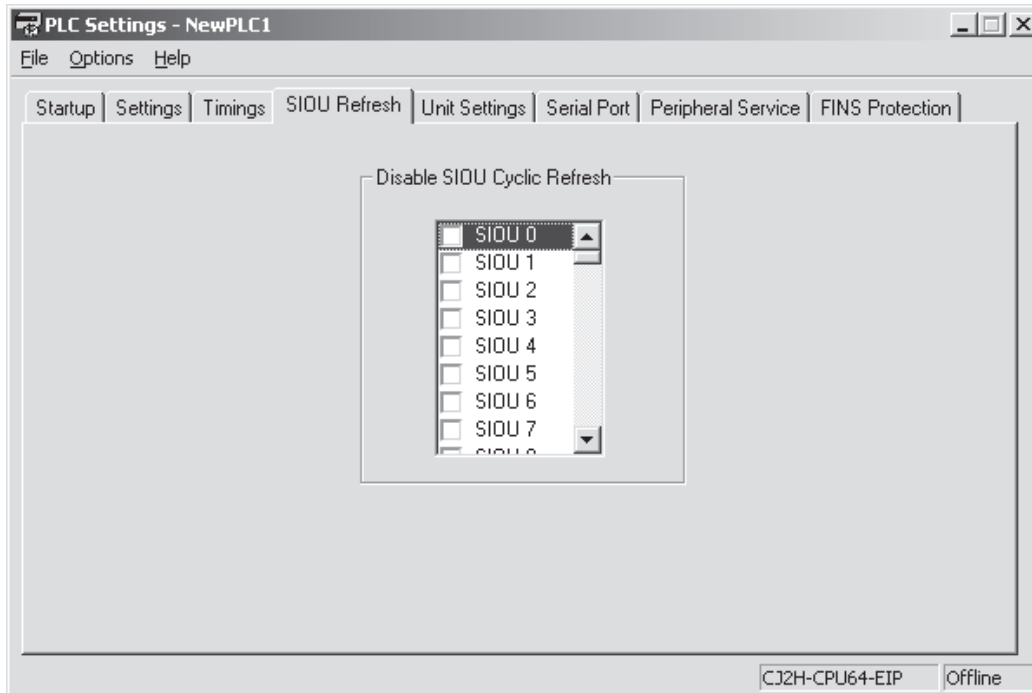 PLC Settings - NewPLC1
File Options Help
Startup Settings Timings SIOU Refresh Unit Settings Serial Port Peripheral Service FINS Protection
Disable SIOU Cyclic Refresh
SIOU 0
SIOU 1
SIOU 2
SIOU 3
SIOU 4
SIOU 5
SIOU 6
SIOU 7
CJ2H-CPU64-EIP Offline